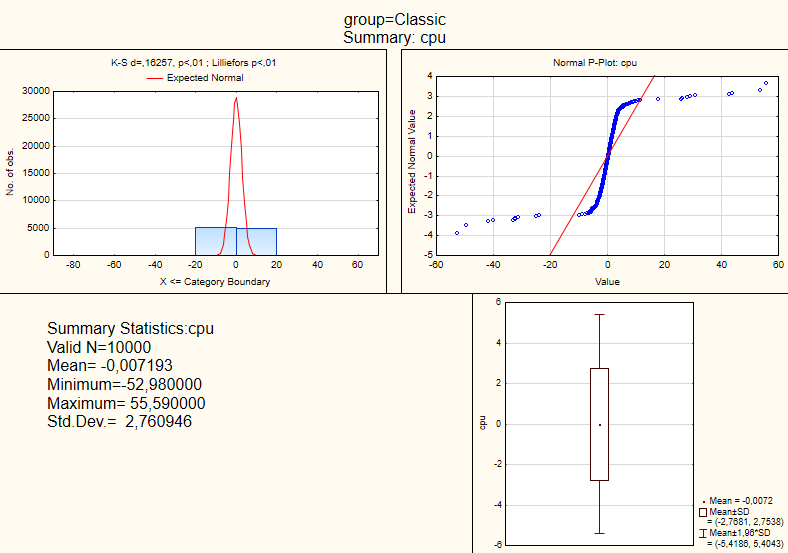 group=Classic
Summary: cpu
K-S d=,16257, p<,01 ; Lilliefors p<,01
Expected Normal
30000
25000
20000
15000
10000
5000
0
No. of obs.
-80 -60 -40 -20 0 20 40 60
X <= Category Boundary
Normal P-Plot: cpu
4
3
2
1
0
-1
-2
-3
-4
-5
Expected Normal Value
-60 -40 -20 0 20 40 60
Value
Summary Statistics:cpu
Valid N=10000
Mean= -0,007193
Minimum=-52,980000
Maximum= 55,590000
Std.Dev.= 2,760946
6
4
2
0
-2
-4
-6
cpu
Mean = -0,0072
Mean±SD
= (-2,7681, 2,7538)
Mean±1,96*SD
= (-5,4186, 5,4043)